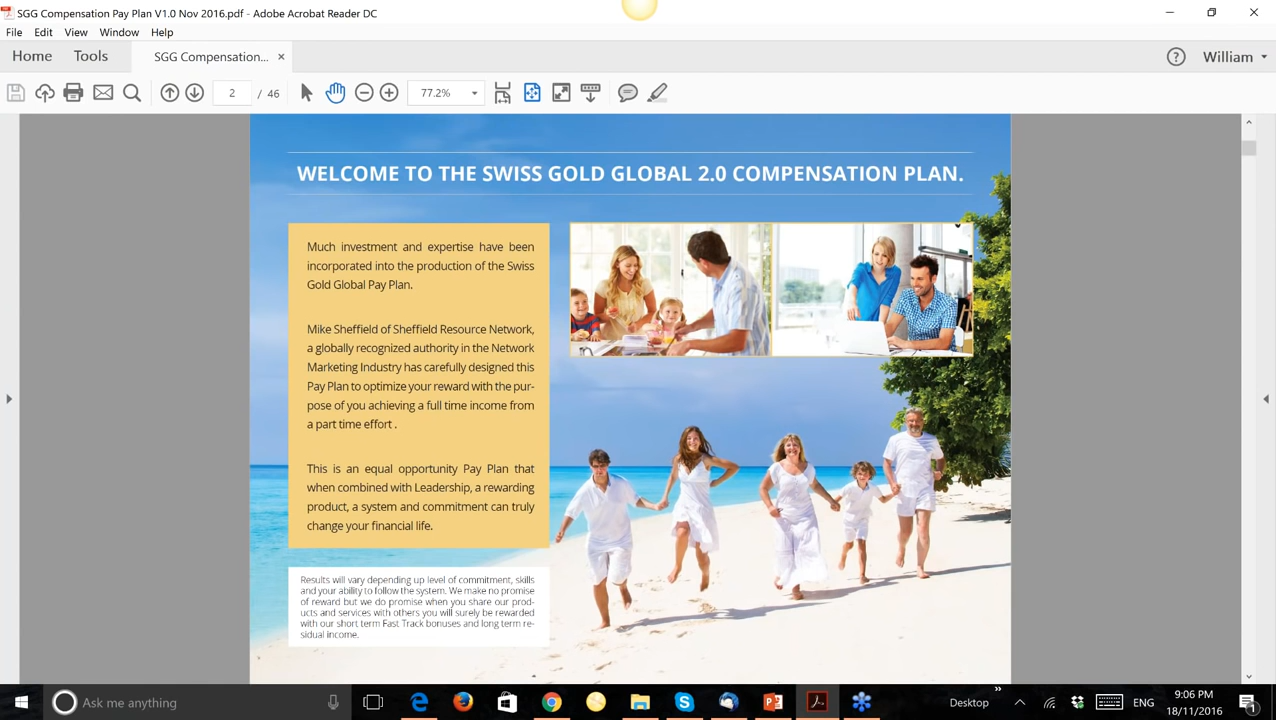 SGG Compensation Pay Plan V1.0 Nov 2016.pdf - Adobe Acrobat Reader DC
File Edit View Window Help
Home Tools SGG Compensation... × William
2 / 46 77.2%
WELCOME TO THE SWISS GOLD GLOBAL 2.0 COMPENSATION PLAN.
Much investment and expertise have been
incorporated into the production of the Swiss
Gold Global Pay Plan.
Mike Sheffield of Sheffield Resource Network,
a globally recognized authority in the Network
Marketing Industry has carefully designed this
Pay Plan to optimize your reward with the pur-
pose of you achieving a full time income from
a part time effort .
This is an equal opportunity Pay Plan that
when combined with Leadership, a rewarding
product, a system and commitment can truly
change your financial life.
Results will vary depending up level of commitment, skills
and your ability to follow the system. We make no promise
of reward but we do promise when you share our prod-
ucts and services with others you will surely be rewarded
with our short term Fast Track bonuses and long term re-
sidual income.
Ask me anything
Desktop
ENG
9:06 PM
18/11/2016